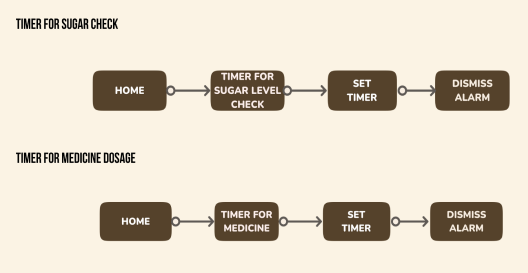 TIMER FOR SUGAR CHECK
HOME
TIMER FOR
SUGAR LEVEL
CHECK
SET
TIMER
DISMISS
ALARM
TIMER FOR MEDICINE DOSAGE
HOME
TIMER FOR
MEDICINE
SET
TIMER
DISMISS
ALARM